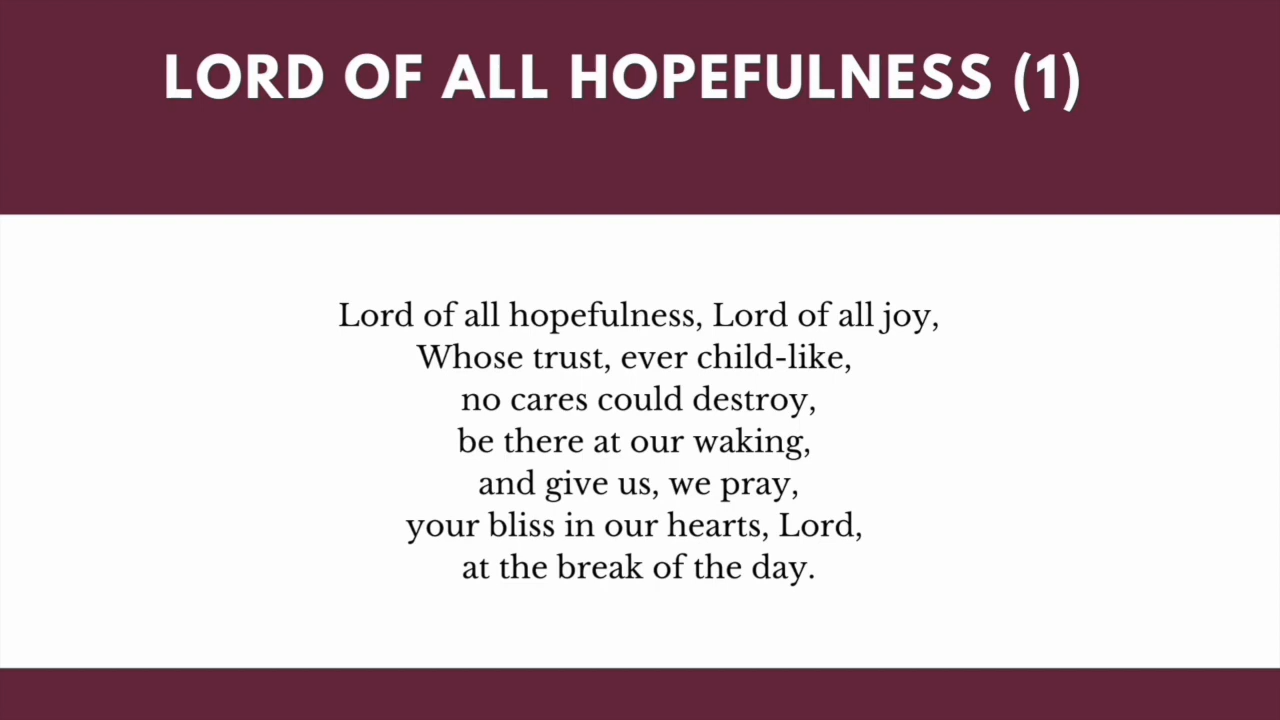 LORD OF ALL HOPEFULNESS (1)
Lord of all hopefulness, Lord of all joy,
Whose trust, ever child-like,
no cares could destroy,
be there at our waking,
and give us, we pray,
your bliss in our hearts, Lord,
at the break of the day.